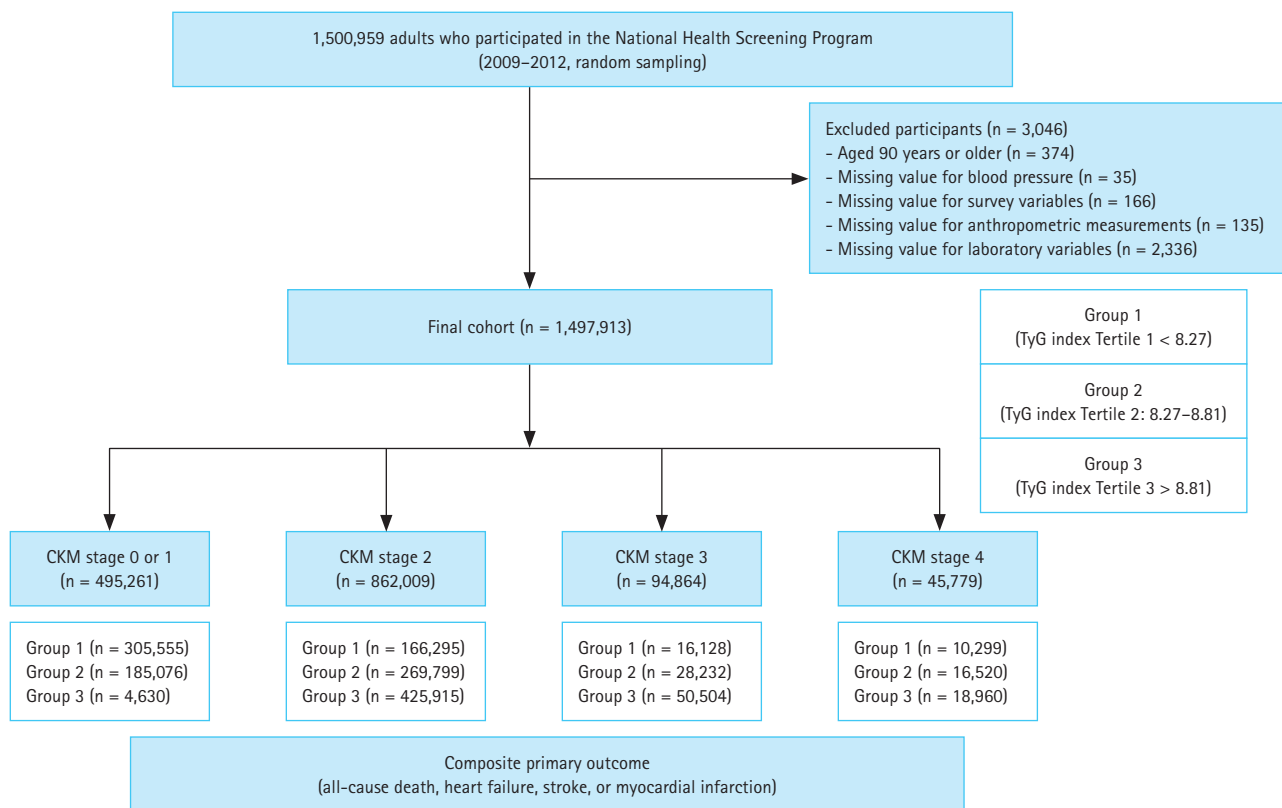 1,500,959 adults who participated in the National Health Screening Program
(2009–2012, random sampling)
Excluded participants (n = 3,046)
- Aged 90 years or older (n = 374)
- Missing value for blood pressure (n = 35)
- Missing value for survey variables (n = 166)
- Missing value for anthropometric measurements (n = 135)
- Missing value for laboratory variables (n = 2,336)
Final cohort (n = 1,497,913)
Group 1
(TyG index Tertile 1 < 8.27)
Group 2
(TyG index Tertile 2: 8.27–8.81)
Group 3
(TyG index Tertile 3 > 8.81)
CKM stage 0 or 1
(n = 495,261)
Group 1 (n = 305,555)
Group 2 (n = 185,076)
Group 3 (n = 4,630)
CKM stage 2
(n = 862,009)
Group 1 (n = 166,295)
Group 2 (n = 269,799)
Group 3 (n = 425,915)
CKM stage 3
(n = 94,864)
Group 1 (n = 16,128)
Group 2 (n = 28,232)
Group 3 (n = 50,504)
CKM stage 4
(n = 45,779)
Group 1 (n = 10,299)
Group 2 (n = 16,520)
Group 3 (n = 18,960)
Composite primary outcome
(all-cause death, heart failure, stroke, or myocardial infarction)